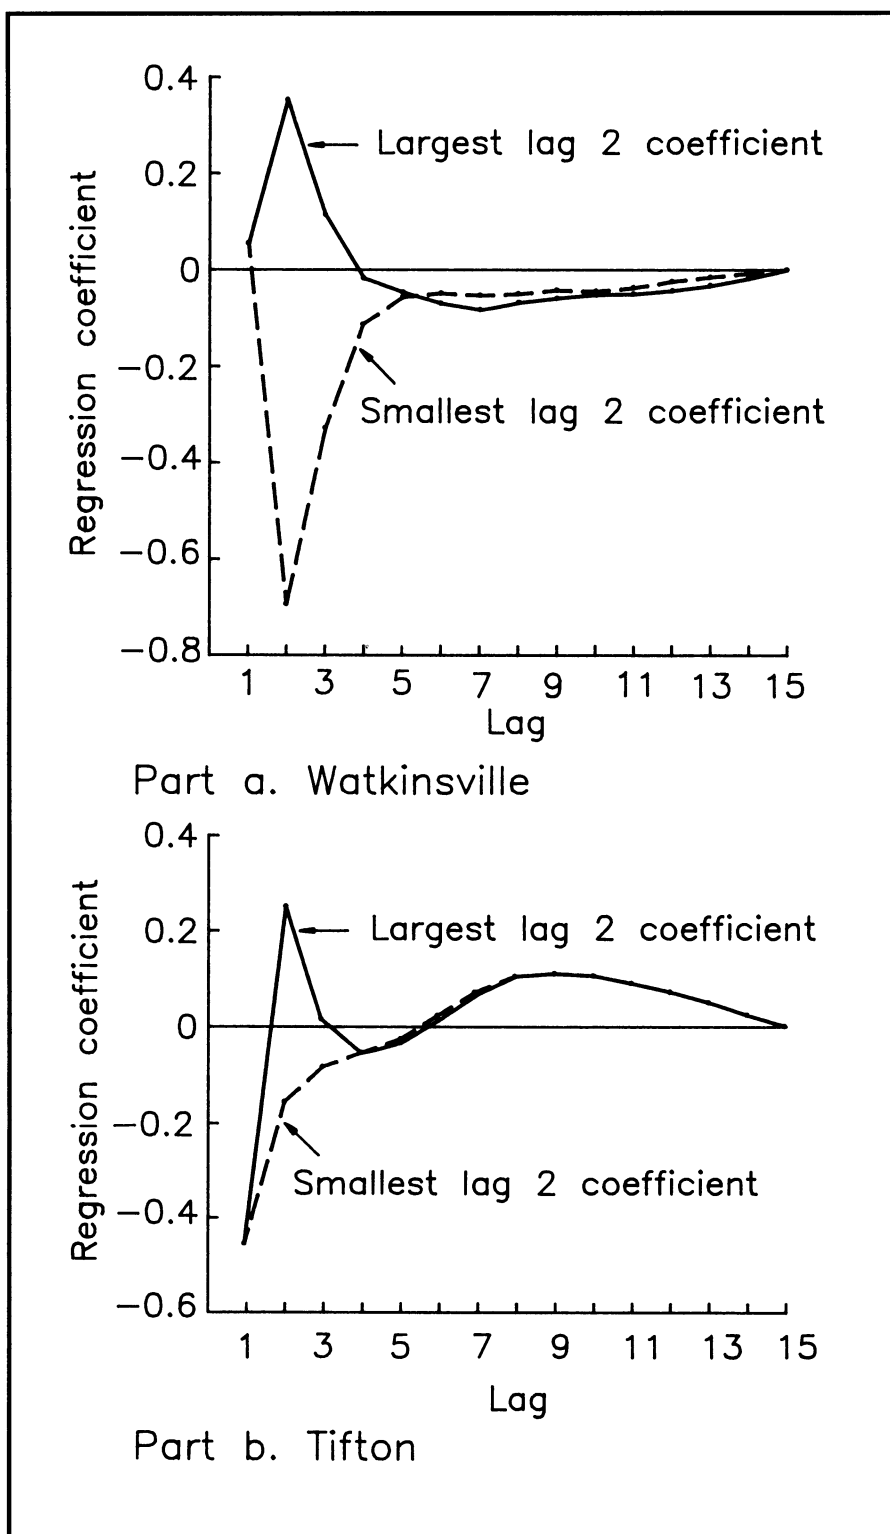 0.4
Largest lag 2 coefficient
0.2
0
Regression coefficient
−0.2
Smallest lag 2 coefficient
−0.4
−0.6
−0.8
1 3 5 7 9 11 13 15
Lag
Part a. Watkinsville
0.4
Largest lag 2 coefficient
0.2
0
Regression coefficient
−0.2
Smallest lag 2 coefficient
−0.4
−0.6
1 3 5 7 9 11 13 15
Lag
Part b. Tifton